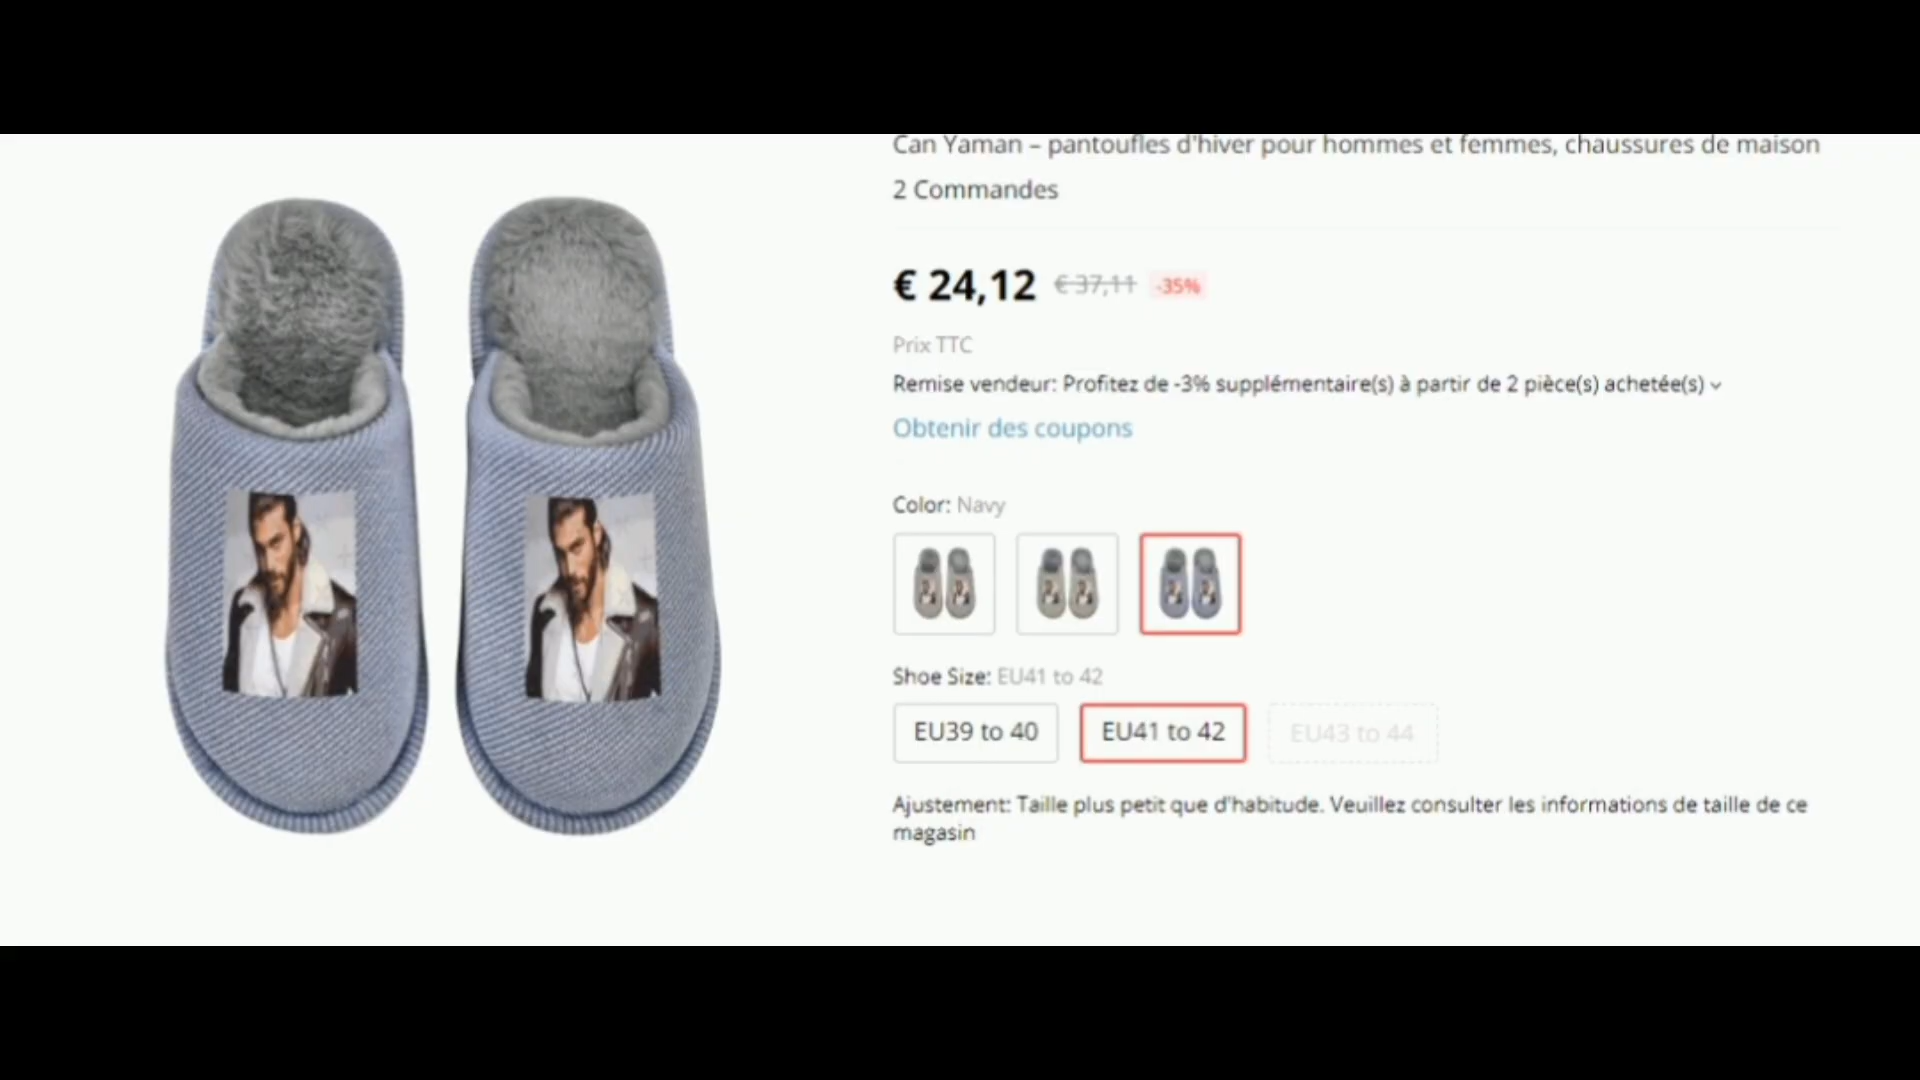 Can Yaman – pantoufles d'hiver pour hommes et femmes, chaussures de maison
2 Commandes
€ 24,12 € 37,11 -35%
Prix TTC
Remise vendeur: Profitez de -3% supplémentaire(s) à partir de 2 pièce(s) achetée(s)
Obtenir des coupons
Color: Navy
Shoe Size: EU41 to 42
EU39 to 40 EU41 to 42 EU43 to 44
Ajustement: Taille plus petit que d'habitude. Veuillez consulter les informations de taille de ce
magasin